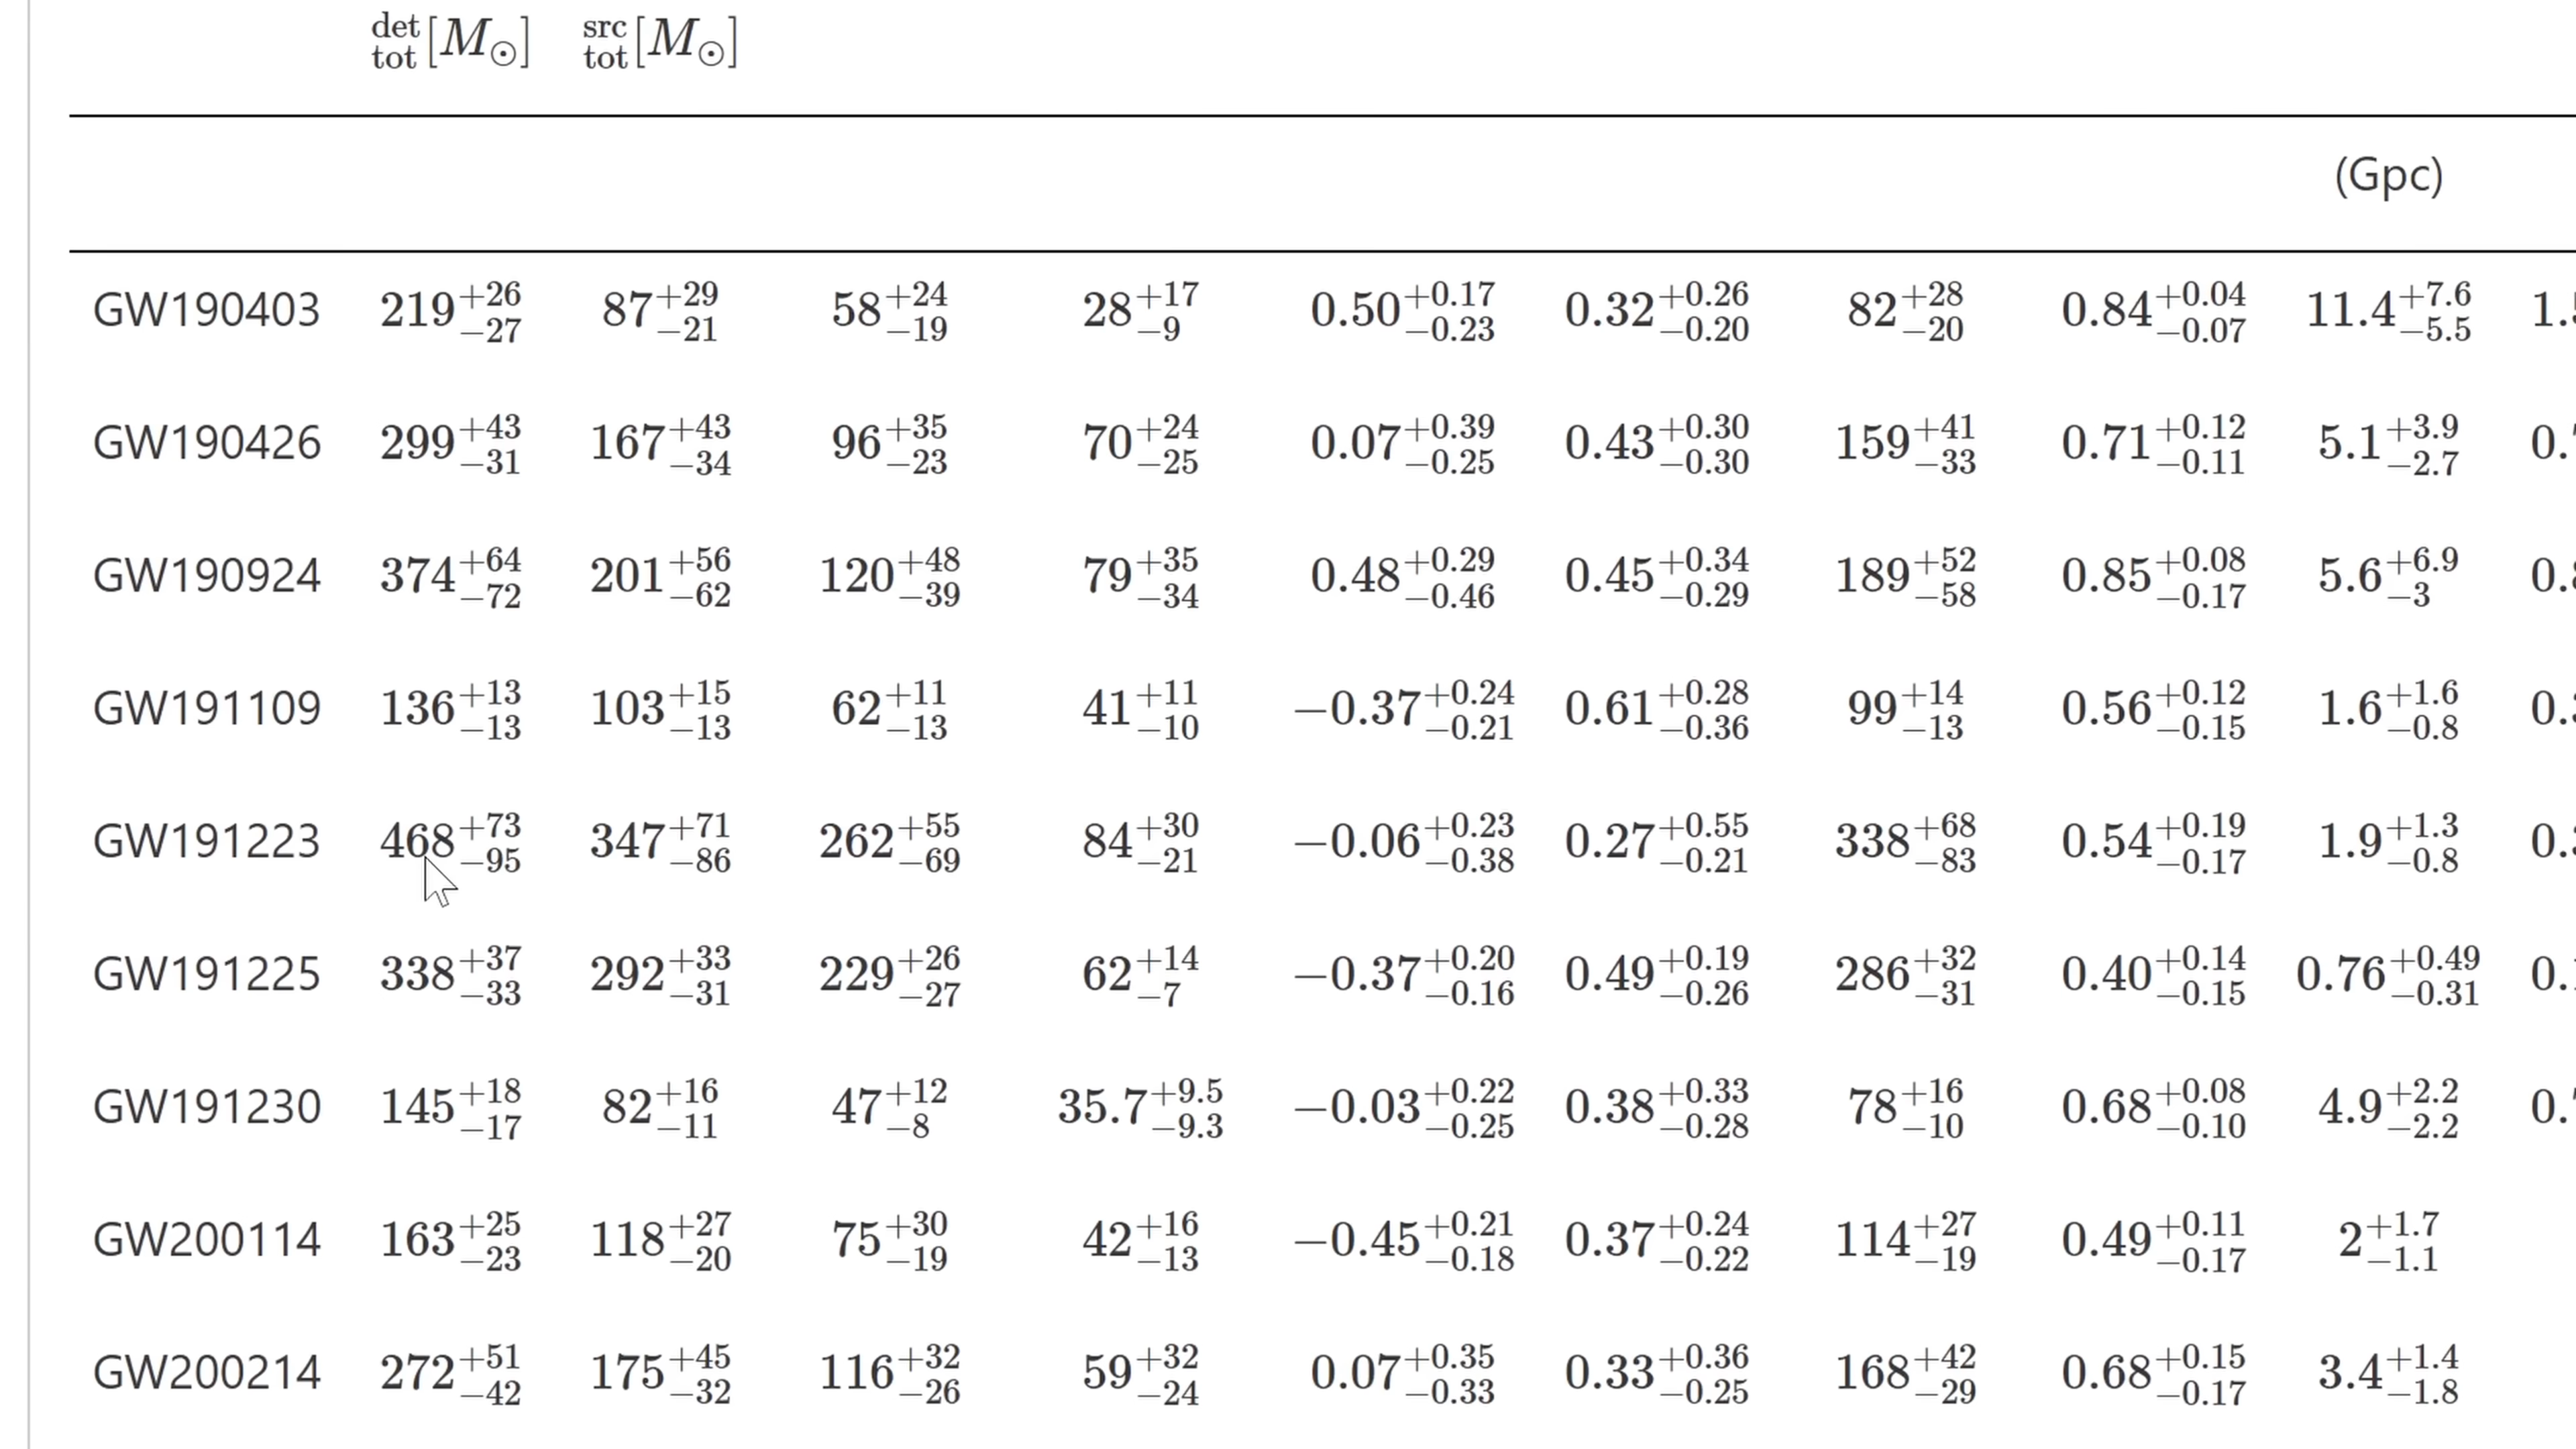 det tot [M⊙] src tot [M⊙]
(Gpc)
GW190403 219 +26 −27 87 +29 −21 58 +24 −19 28 +17 −9 0.50 +0.17 −0.23 0.32 +0.26 −0.20 82 +28 −20 0.84 +0.04 −0.07 11.4 +7.6 −5.5 1.
GW190426 299 +43 −31 167 +43 −34 96 +35 −23 70 +24 −25 0.07 +0.39 −0.25 0.43 +0.30 −0.30 159 +41 −33 0.71 +0.12 −0.11 5.1 +3.9 −2.7 0.
GW190924 374 +64 −72 201 +56 −62 120 +48 −39 79 +35 −34 0.48 +0.29 −0.46 0.45 +0.34 −0.29 189 +52 −58 0.85 +0.08 −0.17 5.6 +6.9 −3 0.
GW191109 136 +13 −13 103 +15 −13 62 +11 −13 41 +11 −10 −0.37 +0.24 −0.21 0.61 +0.28 −0.36 99 +14 −13 0.56 +0.12 −0.15 1.6 +1.6 −0.8 0.
GW191223 468 +73 −95 347 +71 −86 262 +55 −69 84 +30 −21 −0.06 +0.23 −0.38 0.27 +0.55 −0.21 338 +68 −83 0.54 +0.19 −0.17 1.9 +1.3 −0.8 0.
GW191225 338 +37 −33 292 +33 −31 229 +26 −27 62 +14 −7 −0.37 +0.20 −0.16 0.49 +0.19 −0.26 286 +32 −31 0.40 +0.14 −0.15 0.76 +0.49 −0.31 0.
GW191230 145 +18 −17 82 +16 −11 47 +12 −8 35.7 +9.5 −9.3 −0.03 +0.22 −0.25 0.38 +0.33 −0.28 78 +16 −10 0.68 +0.08 −0.10 4.9 +2.2 −2.2 0.
GW200114 163 +25 −23 118 +27 −20 75 +30 −19 42 +16 −13 −0.45 +0.21 −0.18 0.37 +0.24 −0.22 114 +27 −19 0.49 +0.11 −0.17 2 +1.7 −1.1
GW200214 272 +51 −42 175 +45 −32 116 +32 −26 59 +32 −24 0.07 +0.35 −0.33 0.33 +0.36 −0.25 168 +42 −29 0.68 +0.15 −0.17 3.4 +1.4 −1.8